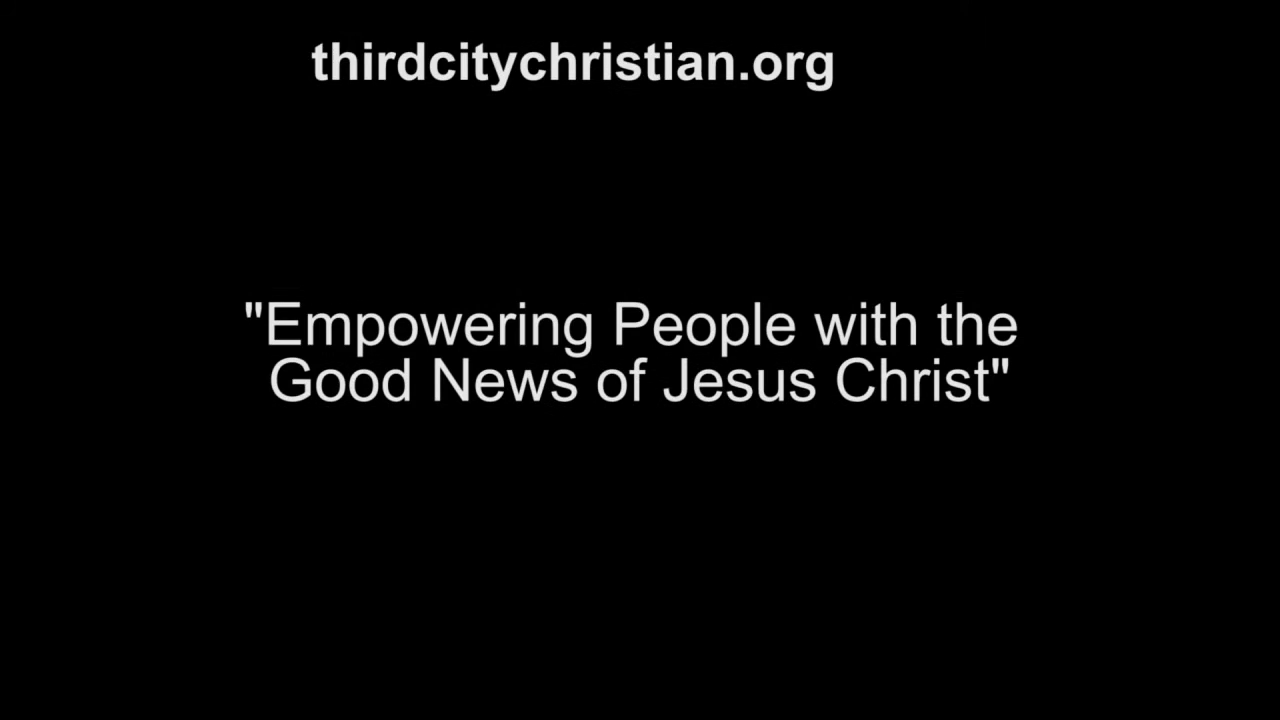 thirdcitychristian.org
"Empowering People with the
Good News of Jesus Christ"